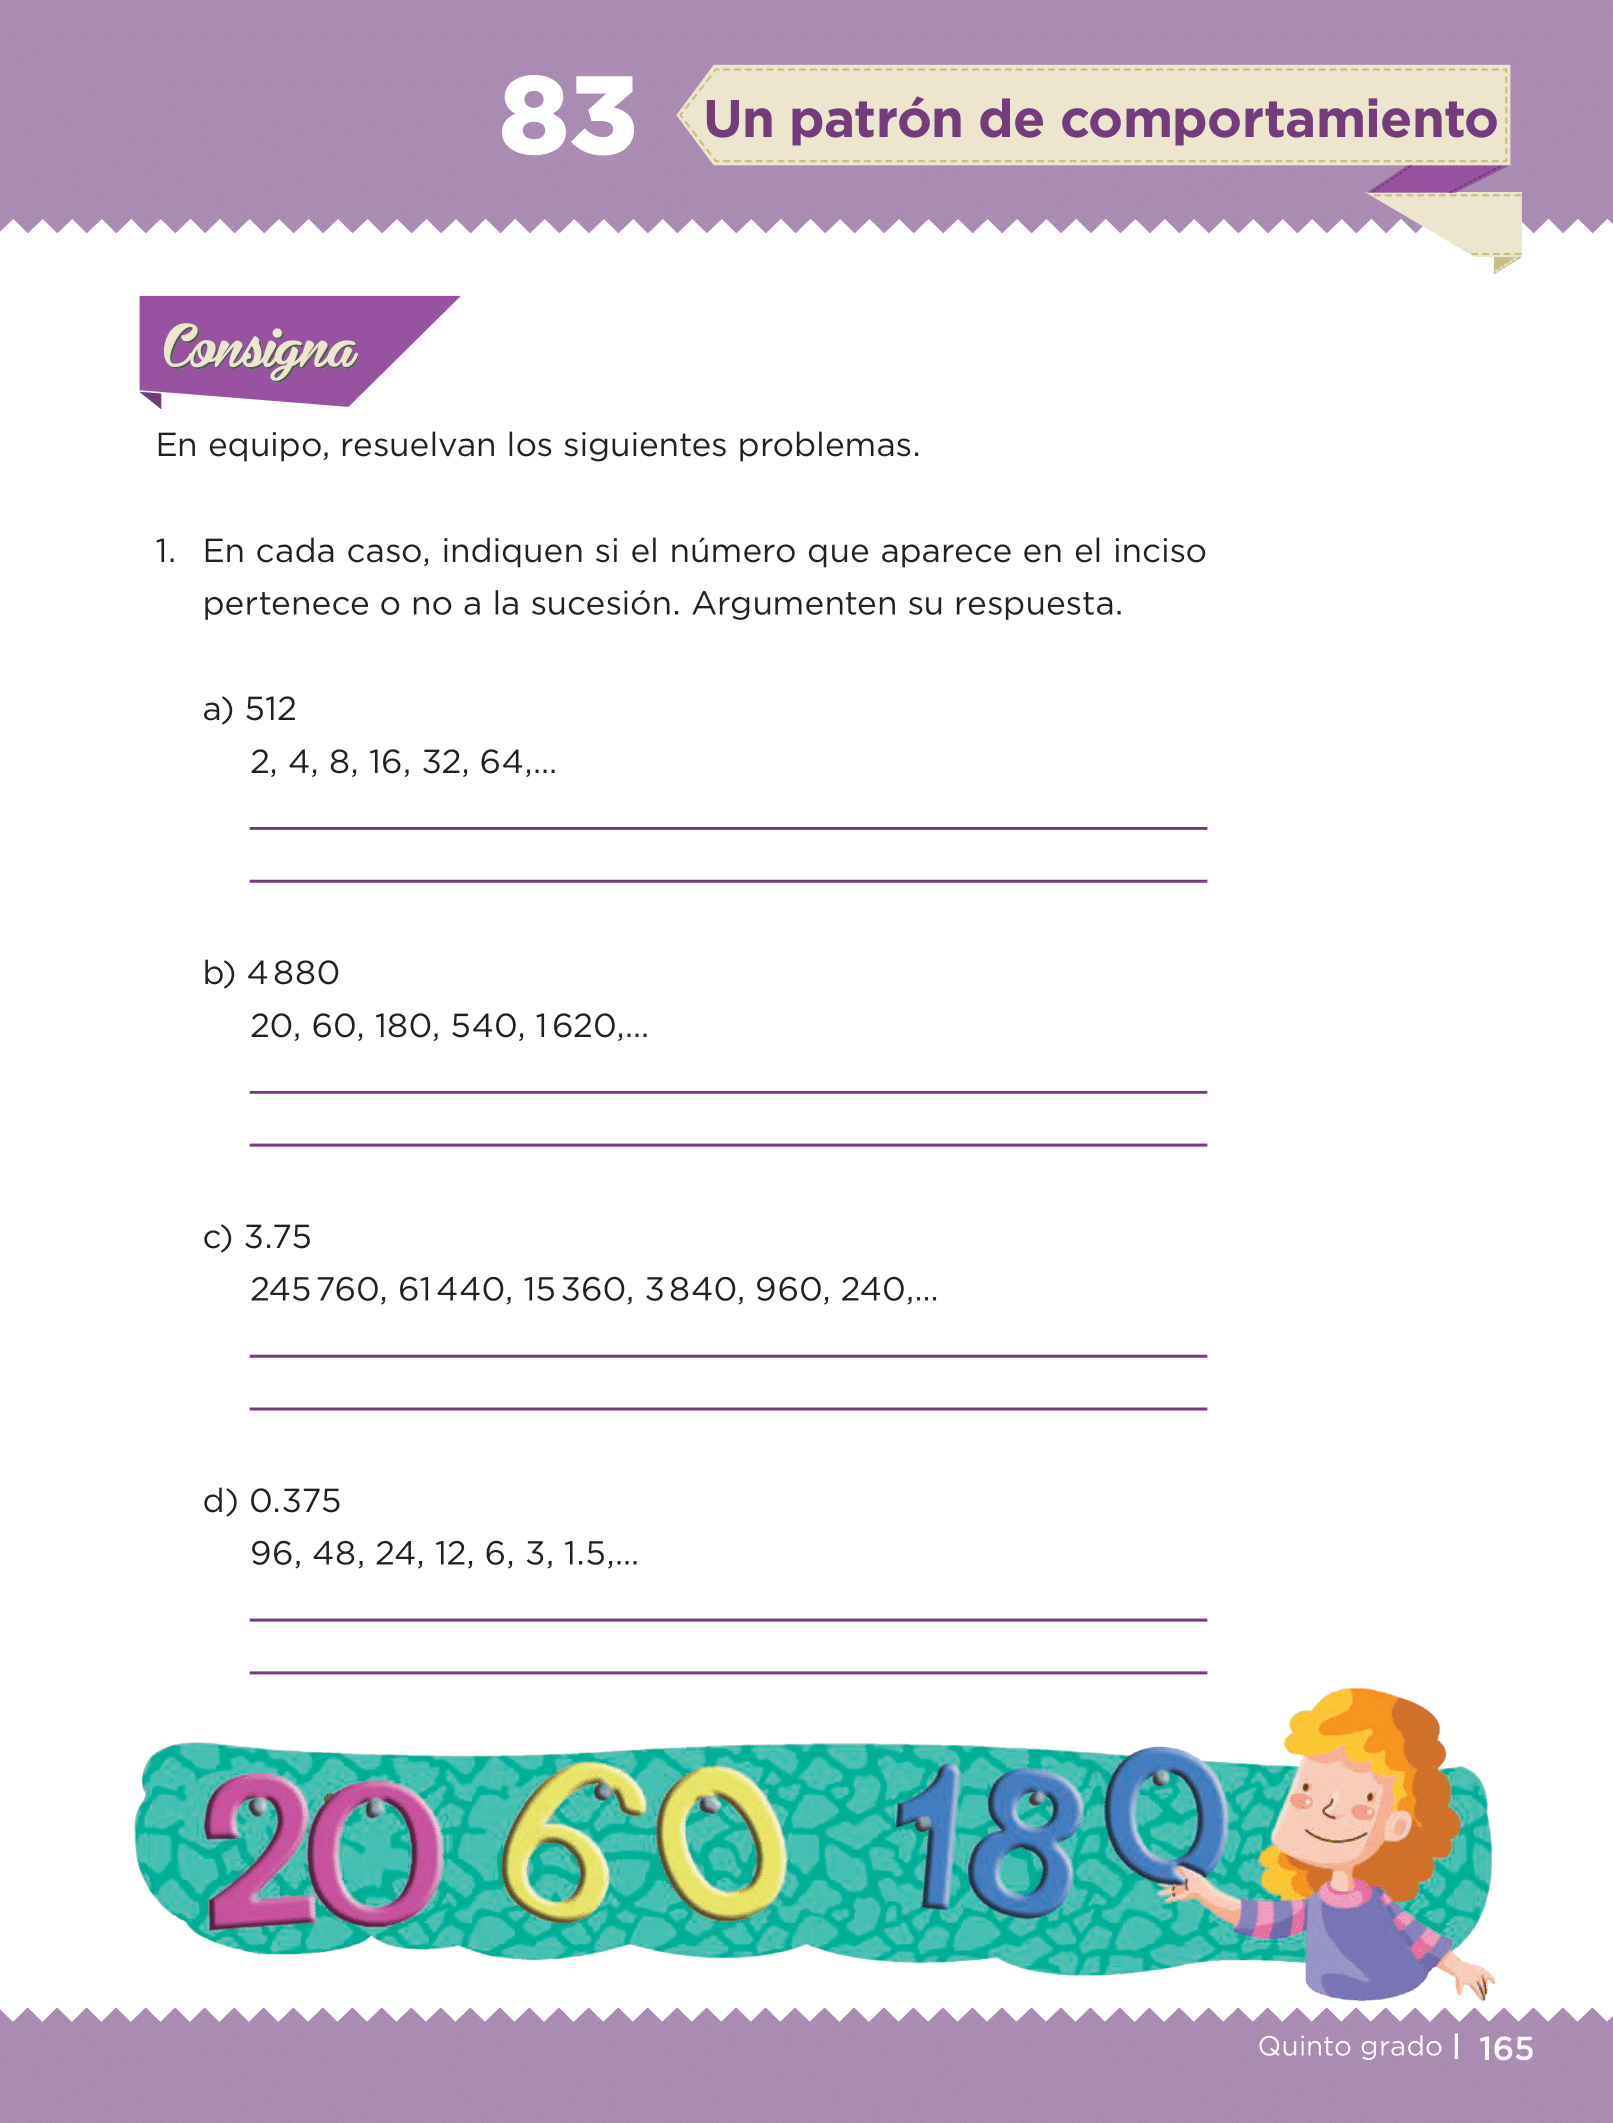 83 Un patrón de comportamiento
Consigna
En equipo, resuelvan los siguientes problemas.
1. En cada caso, indiquen si el número que aparece en el inciso
pertenece o no a la sucesión. Argumenten su respuesta.
a) 512
2, 4, 8, 16, 32, 64,...
b) 4 880
20, 60, 180, 540, 1 620,...
c) 3.75
245 760, 61 440, 15 360, 3 840, 960, 240,...
d) 0.375
96, 48, 24, 12, 6, 3, 1.5,...
20 60 180
Quinto grado | 165